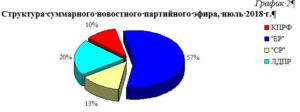 График·2¶
Структура·суммарного·новостного·партийного·эфира,·июль·2018·г.¶
10%
57%
20%
13%
КПРФ
"ЕР"
"СР"
ЛДПР